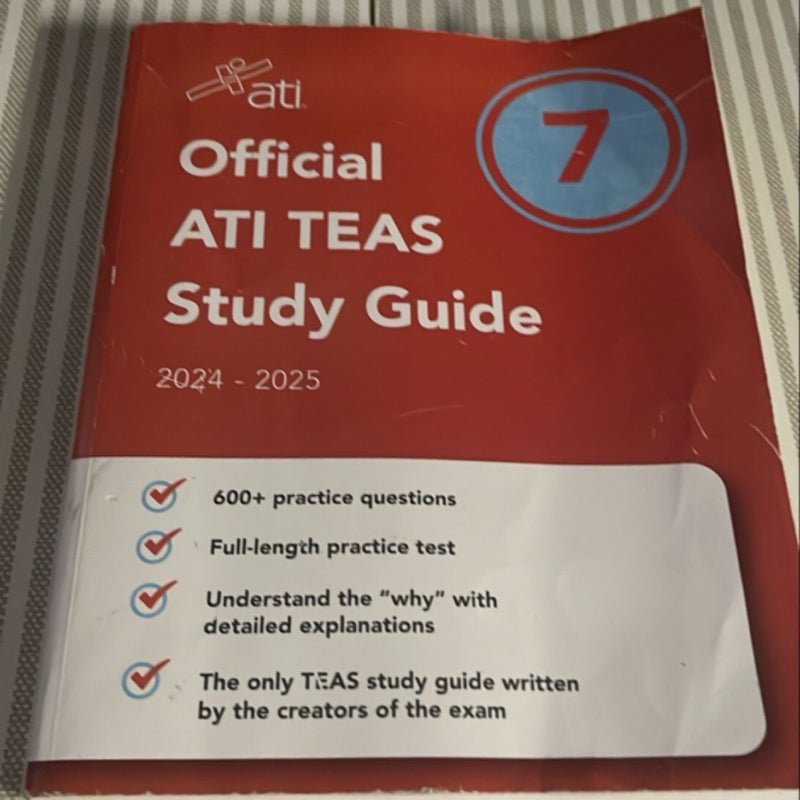 ati
7
Official
ATI TEAS
Study Guide
2024 - 2025
600+ practice questions
Full-length practice test
Understand the "why" with
detailed explanations
The only TEAS study guide written
by the creators of the exam